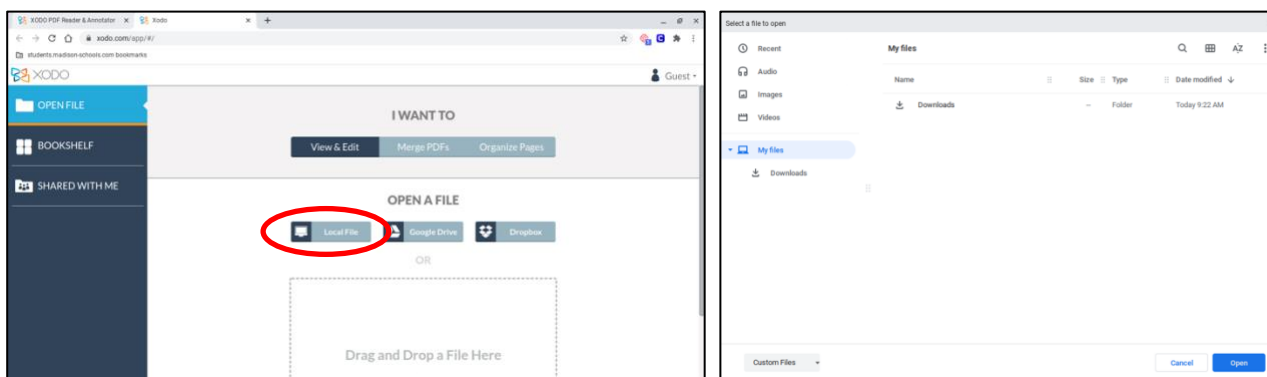 XODO PDF Reader & Annotator
Xodo
xodo.com/app/#/
students.madison-schools.com bookmarks
XODO
Guest
OPEN FILE
BOOKSHELF
SHARED WITH ME
I WANT TO
View & Edit Merge PDFs Organize Pages
OPEN A FILE
Local File Google Drive Dropbox
OR
Drag and Drop a File Here
Select a file to open
Recent
Audio
Images
Videos
My files
Downloads
My files
AZ
Name Size Type Date modified
Downloads -- Folder Today 9:22 AM
Custom Files
Cancel Open